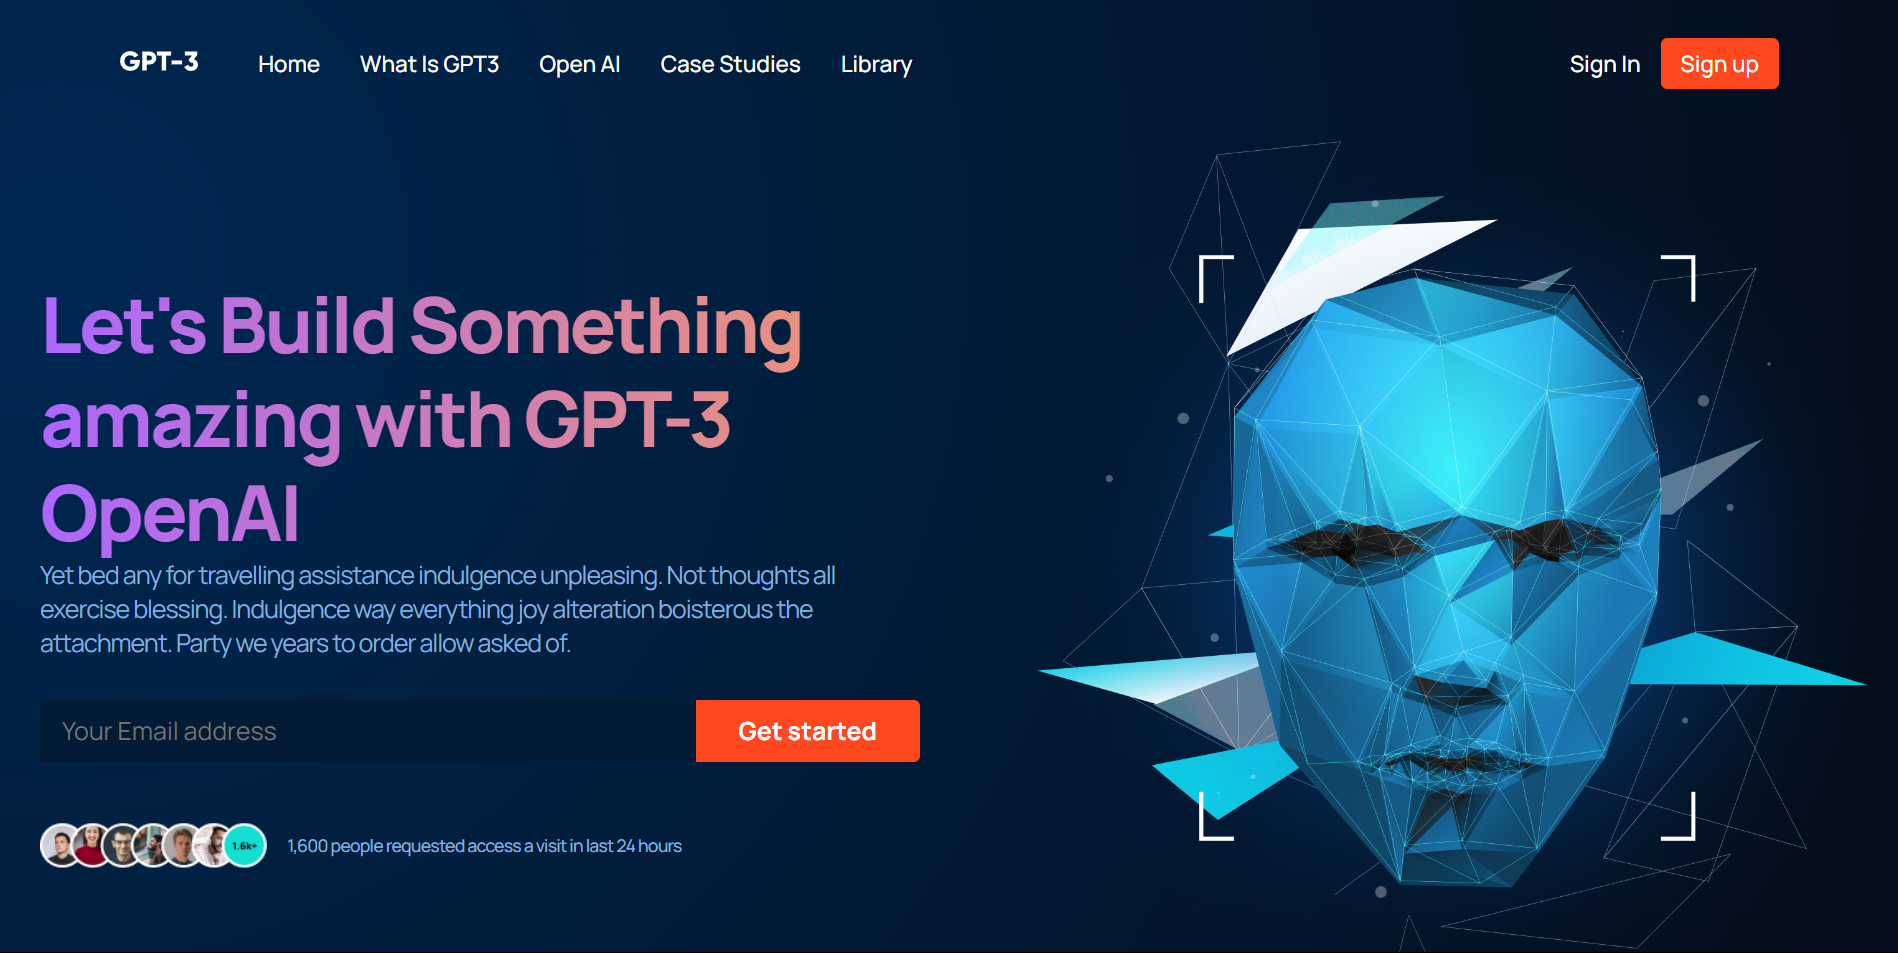 GPT-3 Home What Is GPT3 Open AI Case Studies Library Sign In Sign up
Let's Build Something
amazing with GPT-3
OpenAI
Yet bed any for travelling assistance indulgence unpleasing. Not thoughts all
exercise blessing. Indulgence way everything joy alteration boisterous the
attachment. Party we years to order allow asked of.
Your Email address Get started
1.6k+ 1,600 people requested access a visit in last 24 hours